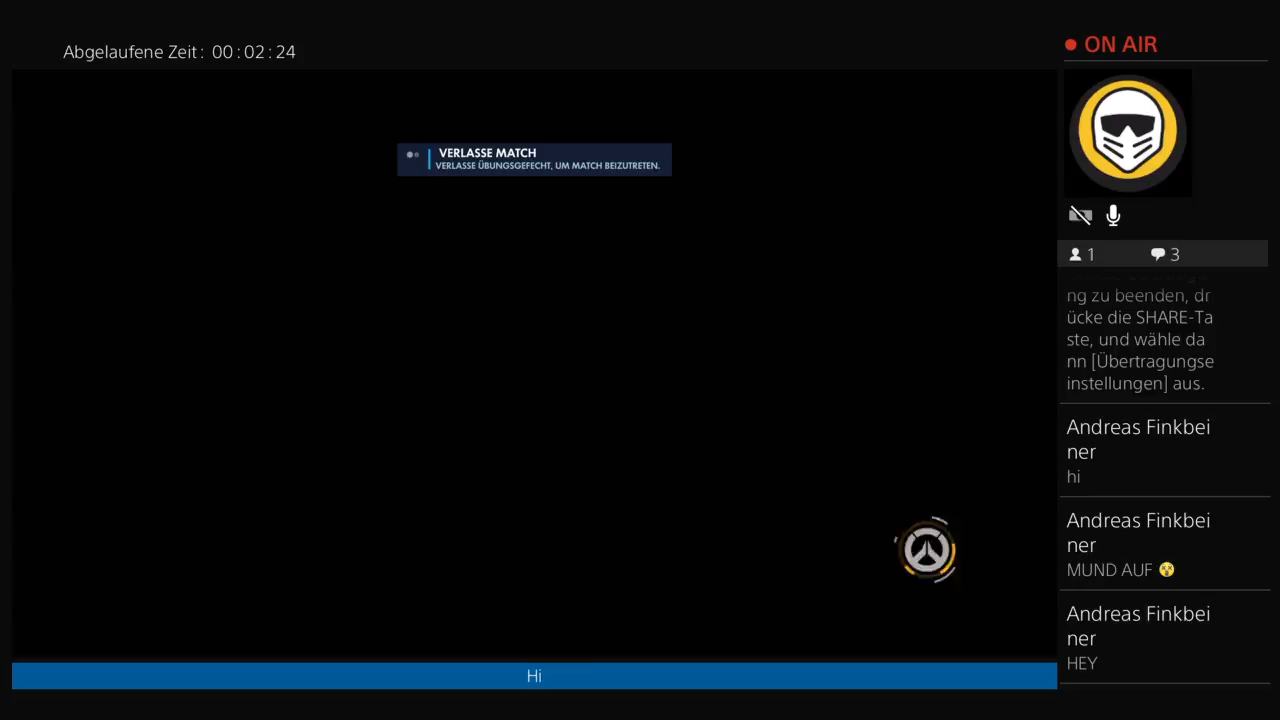 Abgelaufene Zeit: 00:02:24
ON AIR
VERLASSE MATCH
VERLASSE ÜBUNGSGEFECHT, UM MATCH BEIZUTRETEN.
1
3
ng zu beenden, dr
ücke die SHARE-Ta
ste, und wähle da
nn [Übertragungse
instellungen] aus.
Andreas Finkbei
ner
hi
Andreas Finkbei
ner
MUND AUF
Andreas Finkbei
ner
HEY
Hi